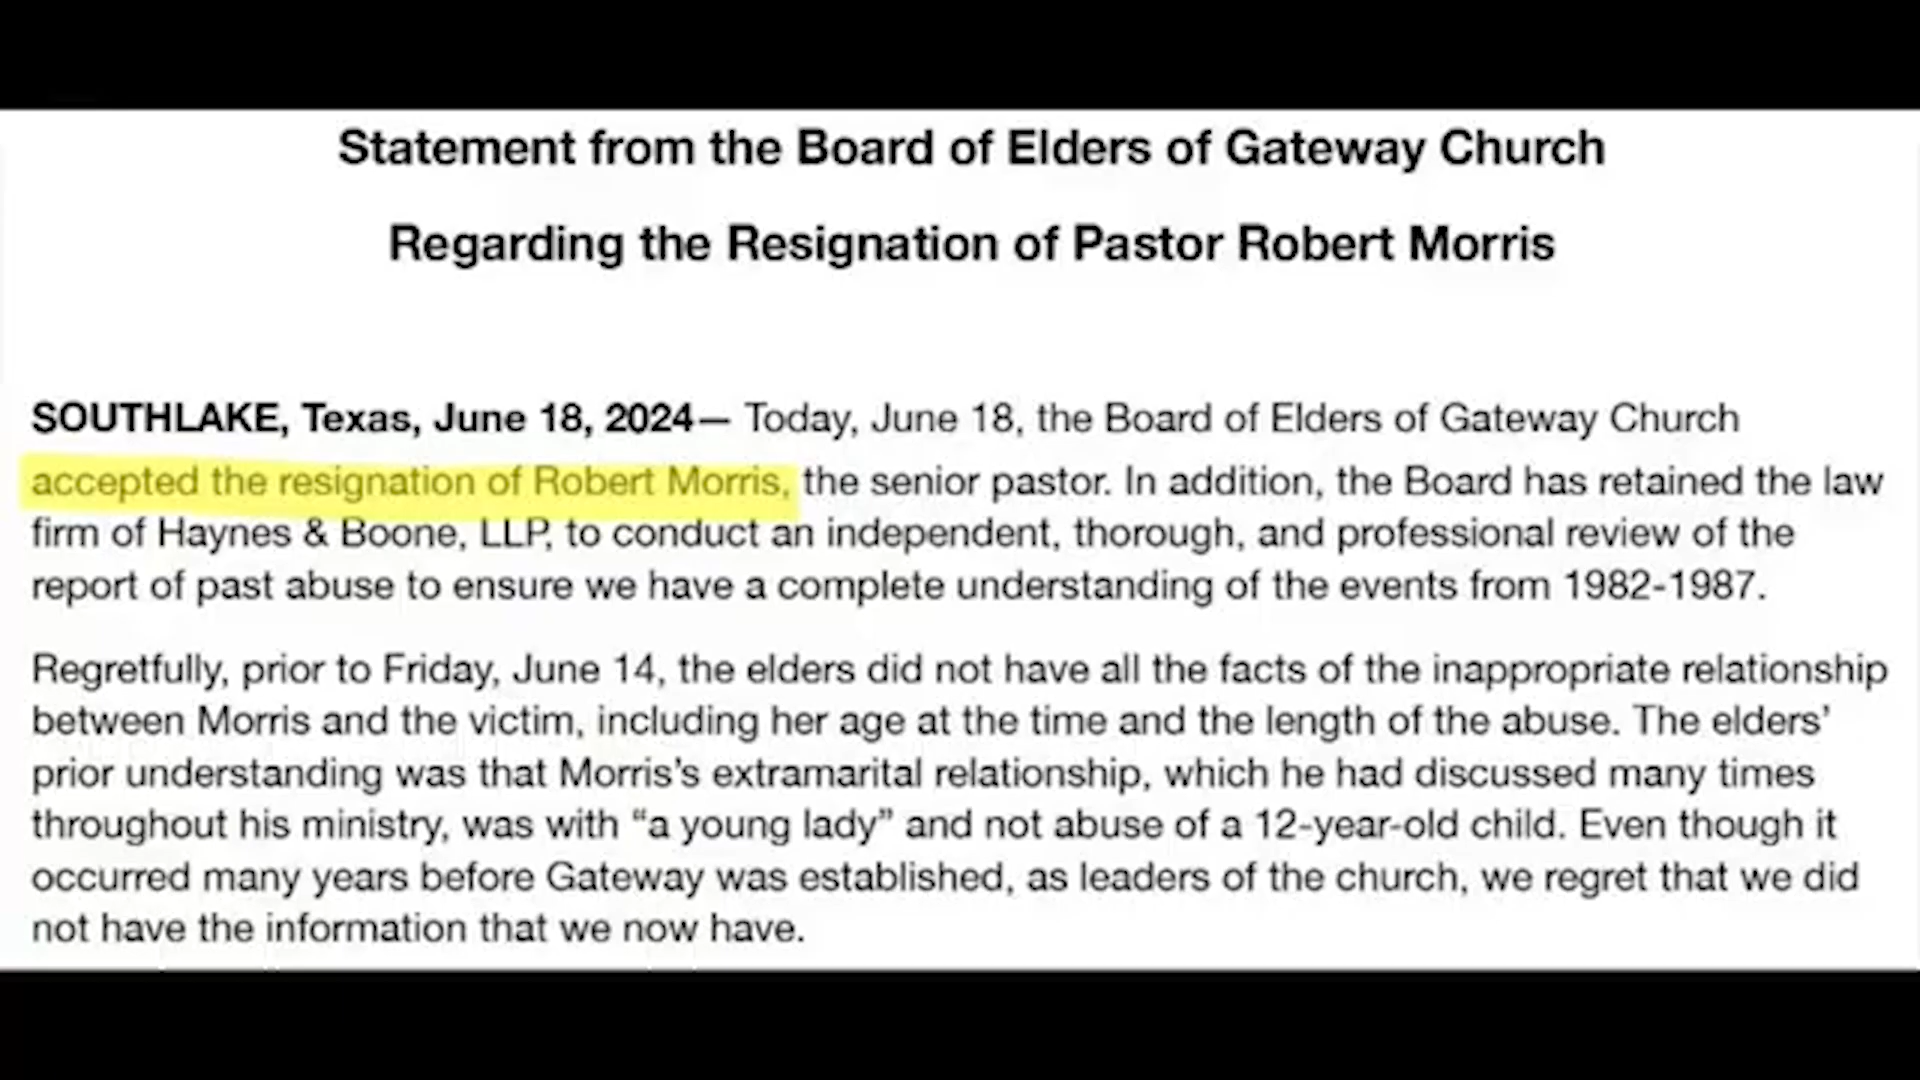 Statement from the Board of Elders of Gateway Church
Regarding the Resignation of Pastor Robert Morris
SOUTHLAKE, Texas, June 18, 2024— Today, June 18, the Board of Elders of Gateway Church
accepted the resignation of Robert Morris, the senior pastor. In addition, the Board has retained the law
firm of Haynes & Boone, LLP, to conduct an independent, thorough, and professional review of the
report of past abuse to ensure we have a complete understanding of the events from 1982-1987.
Regretfully, prior to Friday, June 14, the elders did not have all the facts of the inappropriate relationship
between Morris and the victim, including her age at the time and the length of the abuse. The elders’
prior understanding was that Morris’s extramarital relationship, which he had discussed many times
throughout his ministry, was with “a young lady” and not abuse of a 12-year-old child. Even though it
occurred many years before Gateway was established, as leaders of the church, we regret that we did
not have the information that we now have.